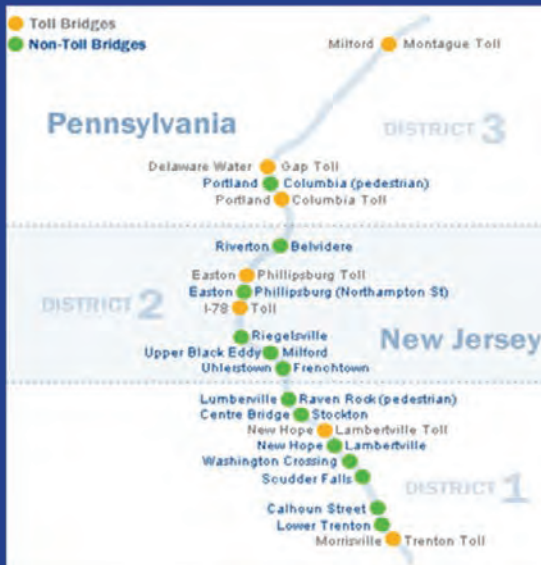 Toll Bridges
Non-Toll Bridges
Milford Montague Toll
Pennsylvania
DISTRICT 3
Delaware Water Gap Toll
Portland Columbia (pedestrian)
Portland Columbia Toll
Riverton Belvidere
Easton Phillipsburg Toll
Easton Phillipsburg (Northampton St)
DISTRICT 2
I-78 Toll
Riegelsville
New Jersey
Upper Black Eddy Milford
Uhlerstown Frenchtown
Lumberville Raven Rock (pedestrian)
Centre Bridge Stockton
New Hope Lambertville Toll
New Hope Lambertville
Washington Crossing
Scudder Falls
DISTRICT 1
Calhoun Street
Lower Trenton
Morrisville Trenton Toll